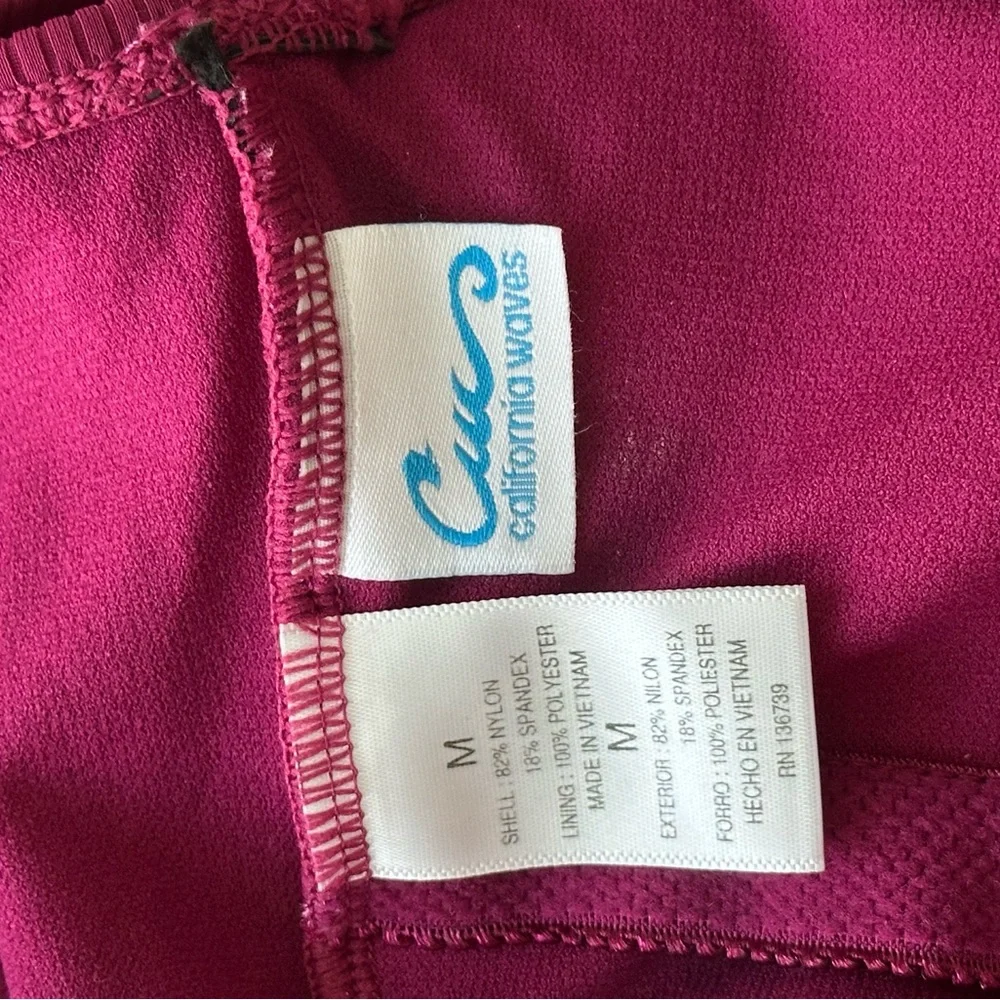 california waves
M
SHELL : 82% NYLON
18% SPANDEX
LINING : 100% POLYESTER
MADE IN VIETNAM
M
EXTERIOR : 82% NILON
18% SPANDEX
FORRO : 100% POLIESTER
HECHO EN VIETNAM
RN 136739